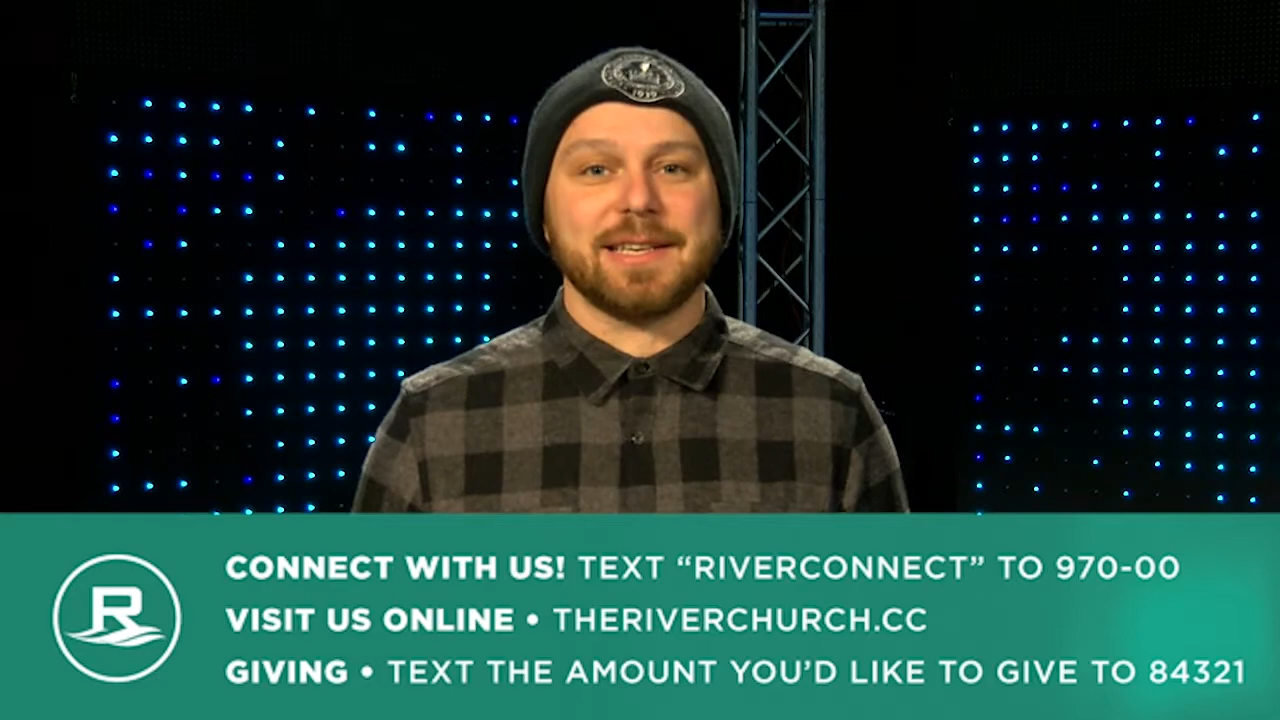 1930
CONNECT WITH US! TEXT “RIVERCONNECT” TO 970-00
VISIT US ONLINE • THERIVERCHURCH.CC
R
GIVING • TEXT THE AMOUNT YOU’D LIKE TO GIVE TO 84321